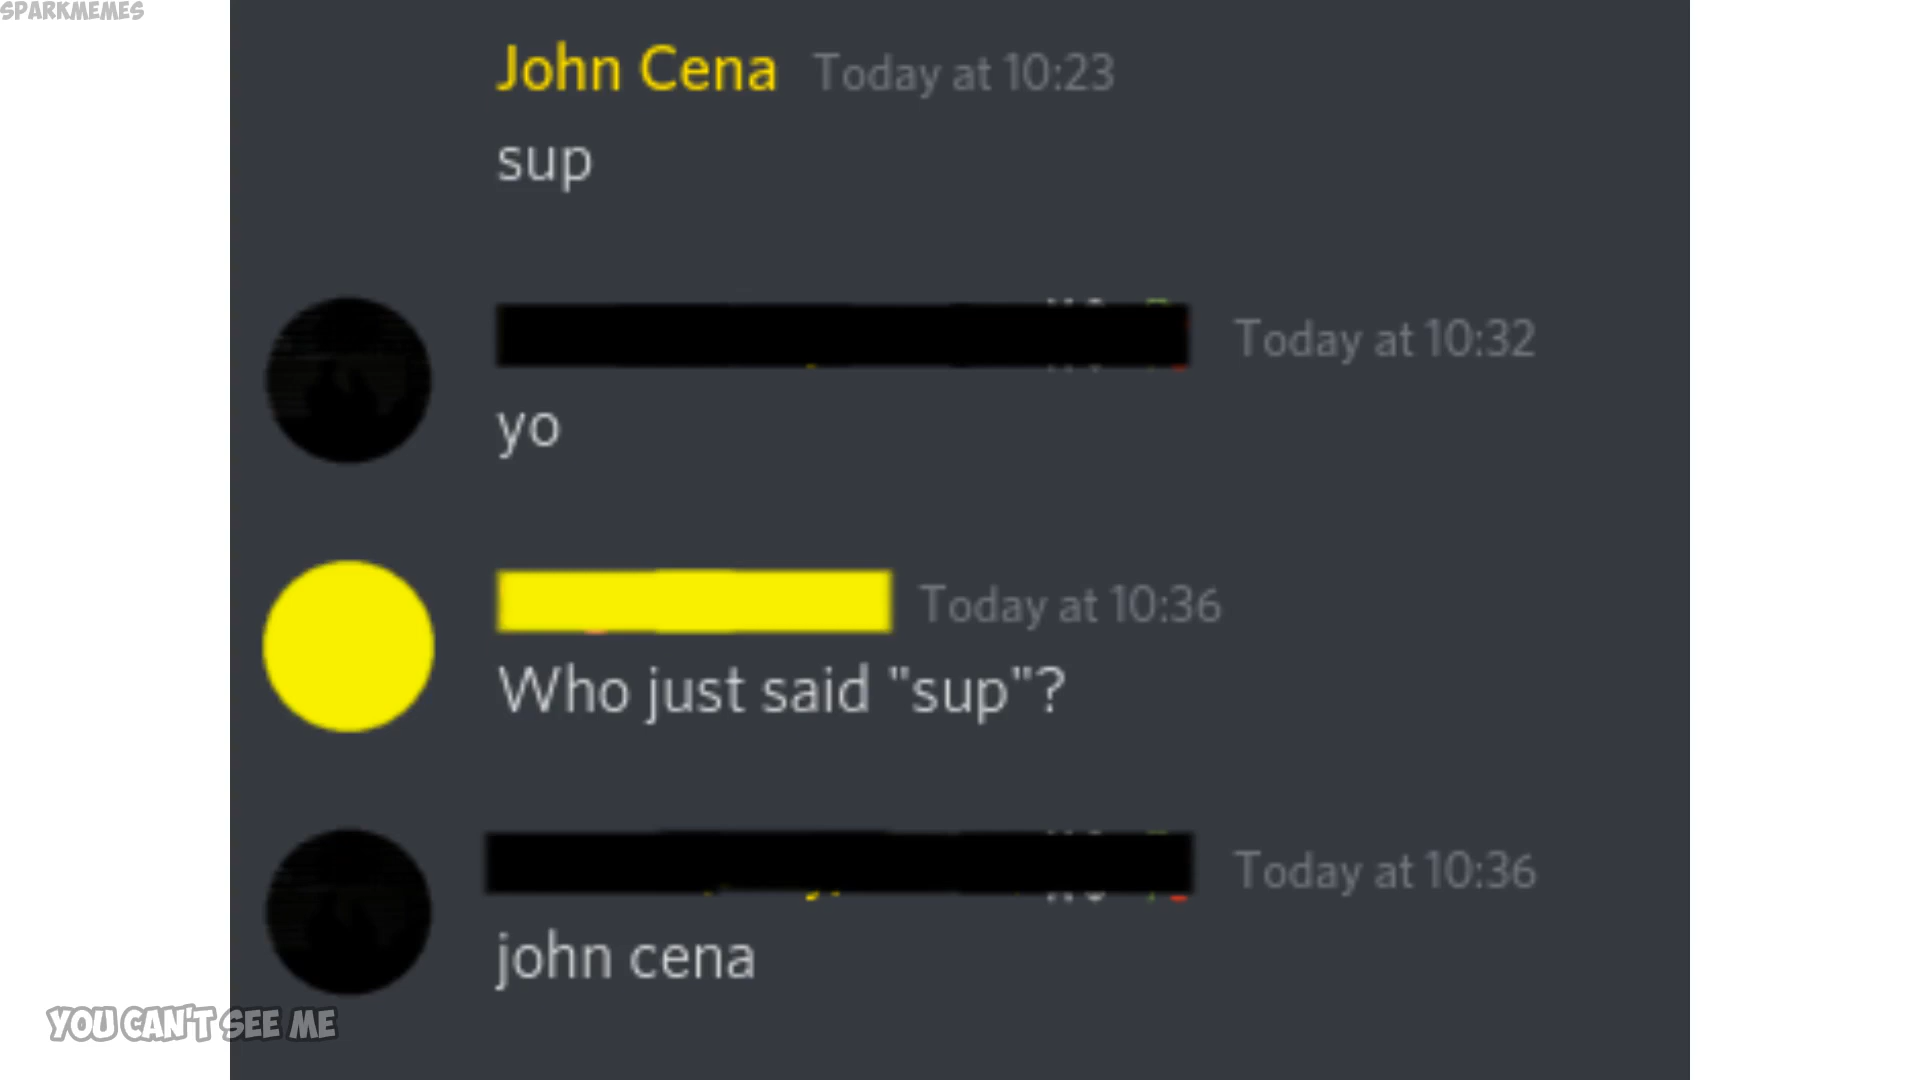 SPARKMEMES
John Cena Today at 10:23
sup
Today at 10:32
yo
Today at 10:36
Who just said "sup"?
Today at 10:36
john cena
YOU CAN'T SEE ME